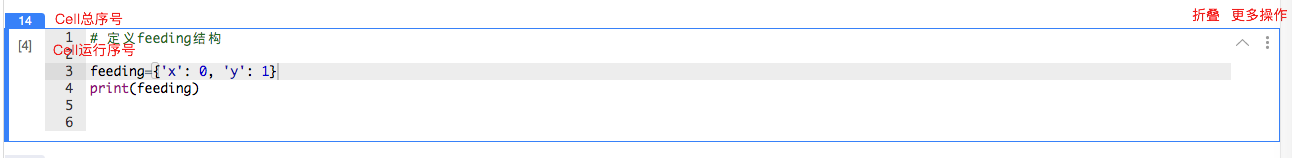 14 Cell总序号 折叠 更多操作
[4] 1 # 定义feeding结构
Cell运行序号
2
3 feeding={'x': 0, 'y': 1}
4 print(feeding)
5
6